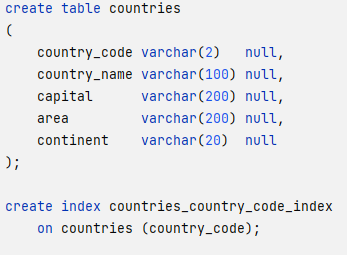 create table countries
(
    country_code varchar(2)   null,
    country_name varchar(100) null,
    capital      varchar(200) null,
    area         varchar(200) null,
    continent    varchar(20)  null
);

create index countries_country_code_index
    on countries (country_code);